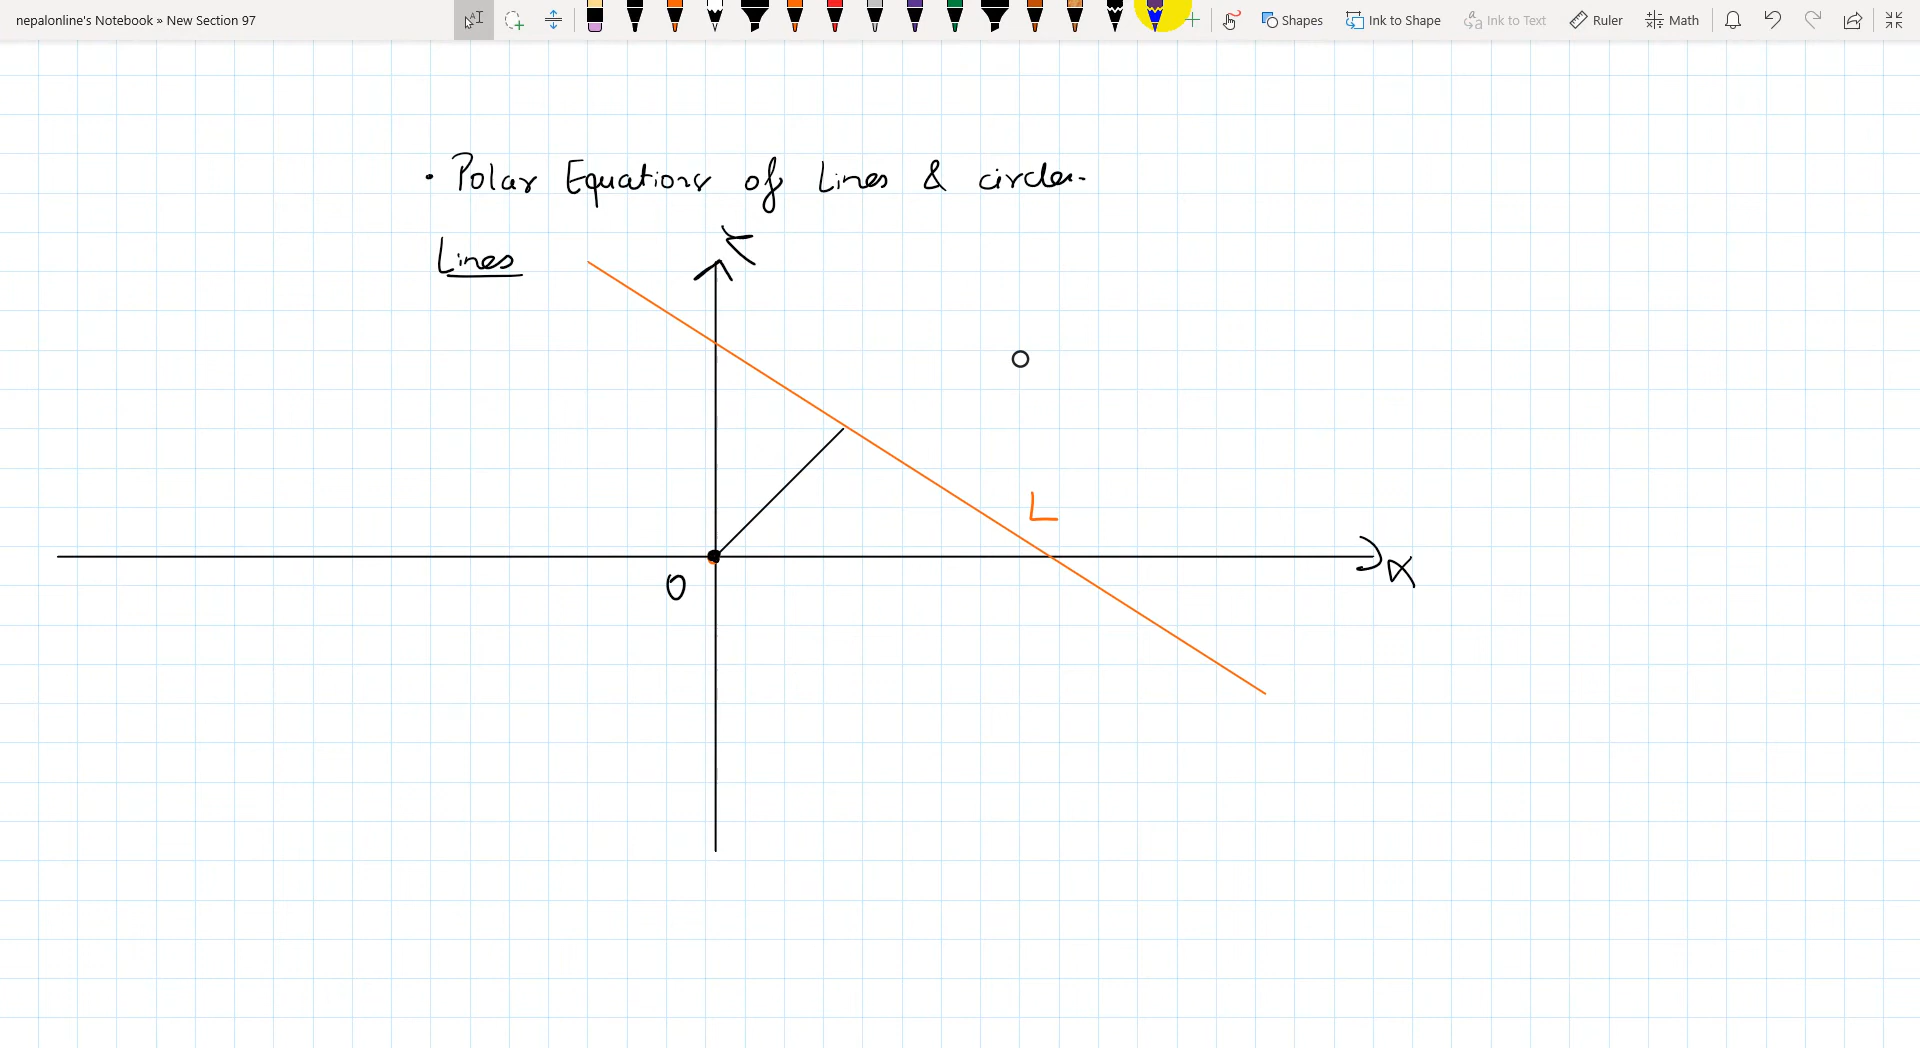 nepalonline's Notebook » New Section 97
Shapes
Ink to Shape
Ink to Text
Ruler
Math
• Polar Equations of Lines & circles.
Lines
Y
L
O
X